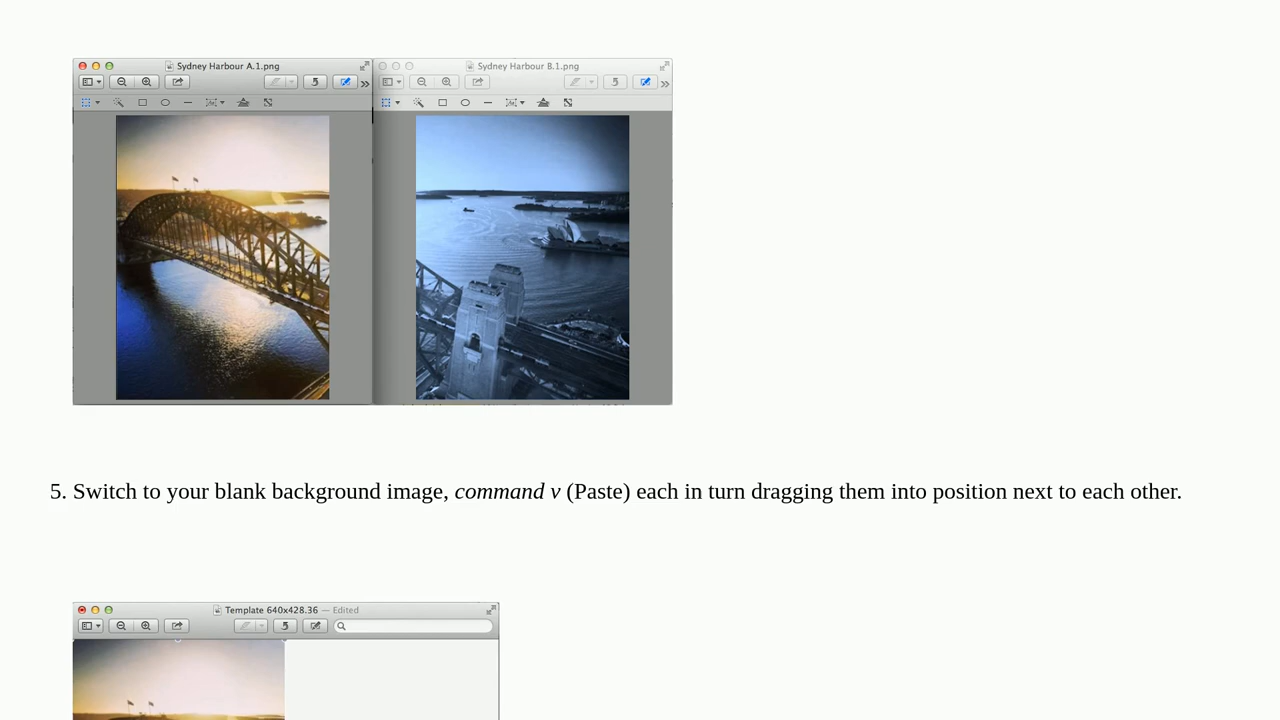 Sydney Harbour A.1.png
Sydney Harbour B.1.png
5. Switch to your blank background image, command v (Paste) each in turn dragging them into position next to each other.
Template 640x428.36 — Edited